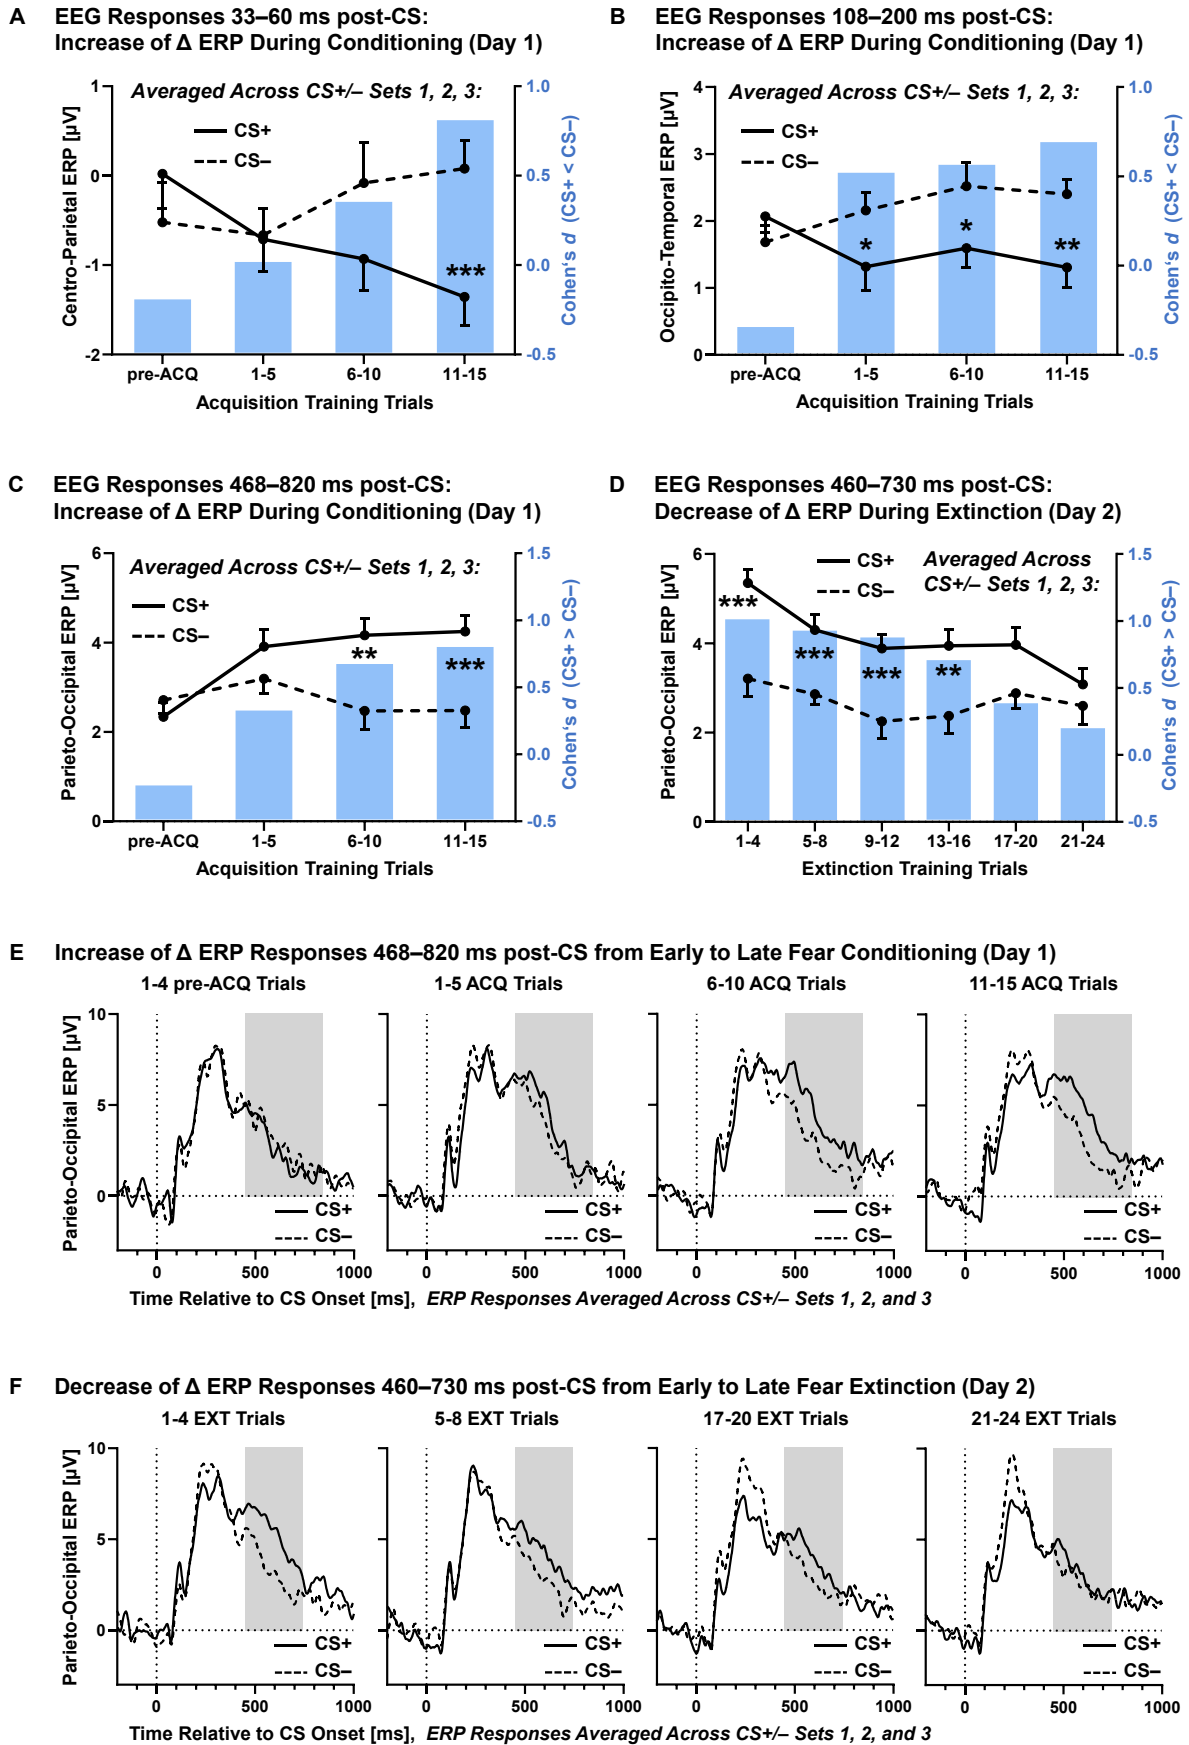 A EEG Responses 33–60 ms post-CS:
Increase of Δ ERP During Conditioning (Day 1)
Averaged Across CS+/– Sets 1, 2, 3:
CS+
CS–
Centro-Parietal ERP [µV]
1
0
-1
-2
1.0
0.5
0.0
-0.5
Cohen‘s d (CS+ < CS–)
***
pre-ACQ 1-5 6-10 11-15
Acquisition Training Trials
B EEG Responses 108–200 ms post-CS:
Increase of Δ ERP During Conditioning (Day 1)
Averaged Across CS+/– Sets 1, 2, 3:
CS+
CS–
Occipito-Temporal ERP [µV]
4
3
2
1
0
1.0
0.5
0.0
-0.5
Cohen‘s d (CS+ < CS–)
* * **
pre-ACQ 1-5 6-10 11-15
Acquisition Training Trials
C EEG Responses 468–820 ms post-CS:
Increase of Δ ERP During Conditioning (Day 1)
Averaged Across CS+/– Sets 1, 2, 3:
CS+
CS–
Parieto-Occipital ERP [µV]
6
4
2
0
1.5
1.0
0.5
0.0
-0.5
Cohen‘s d (CS+ > CS–)
** ***
pre-ACQ 1-5 6-10 11-15
Acquisition Training Trials
D EEG Responses 460–730 ms post-CS:
Decrease of Δ ERP During Extinction (Day 2)
CS+
CS–
Averaged Across
CS+/– Sets 1, 2, 3:
Parieto-Occipital ERP [µV]
6
4
2
0
1.5
1.0
0.5
0.0
-0.5
Cohen‘s d (CS+ > CS–)
*** *** *** **
1-4 5-8 9-12 13-16 17-20 21-24
Extinction Training Trials
E Increase of Δ ERP Responses 468–820 ms post-CS from Early to Late Fear Conditioning (Day 1)
1-4 pre-ACQ Trials 1-5 ACQ Trials 6-10 ACQ Trials 11-15 ACQ Trials
Parieto-Occipital ERP [µV]
10
5
0
CS+ CS+ CS+ CS+
CS– CS– CS– CS–
0 500 1000 0 500 1000 0 500 1000 0 500 1000
Time Relative to CS Onset [ms], ERP Responses Averaged Across CS+/– Sets 1, 2, and 3
F Decrease of Δ ERP Responses 460–730 ms post-CS from Early to Late Fear Extinction (Day 2)
1-4 EXT Trials 5-8 EXT Trials 17-20 EXT Trials 21-24 EXT Trials
Parieto-Occipital ERP [µV]
10
5
0
CS+ CS+ CS+ CS+
CS– CS– CS– CS–
0 500 1000 0 500 1000 0 500 1000 0 500 1000
Time Relative to CS Onset [ms], ERP Responses Averaged Across CS+/– Sets 1, 2, and 3